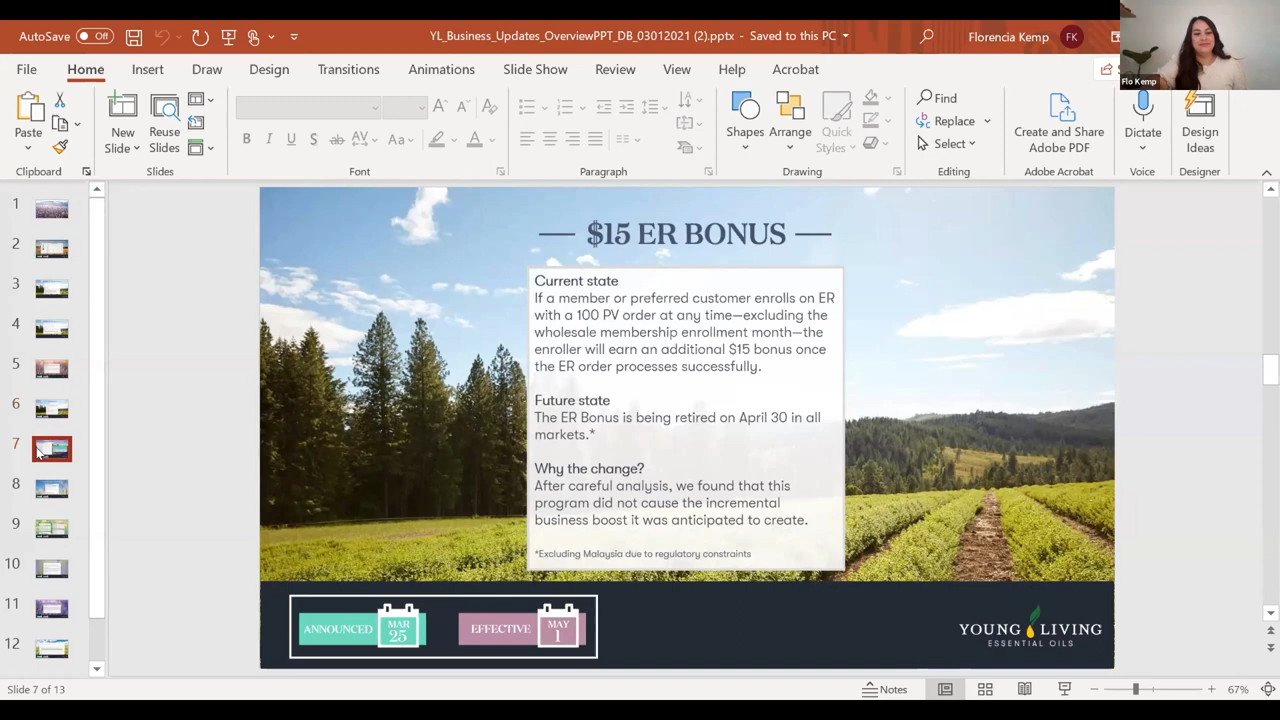 AutoSave Off
YL_Business_Updates_OverviewPPT_DB_03012021 (2).pptx - Saved to this PC
Florencia Kemp FK
Flo Kemp
File Home Insert Draw Design Transitions Animations Slide Show Review View Help Acrobat
Paste
New Slide
Reuse Slides
B I U S ab AV Aa A
Shapes Arrange Quick Styles
Find
Replace
Select
Create and Share Adobe PDF
Dictate
Design Ideas
Clipboard Slides Font Paragraph Drawing Editing Adobe Acrobat Voice Designer
1
2
3
4
5
6
7
8
9
10
11
12
$15 ER BONUS
Current state
If a member or preferred customer enrolls on ER
with a 100 PV order at any time—excluding the
wholesale membership enrollment month—the
enroller will earn an additional $15 bonus once
the ER order processes successfully.
Future state
The ER Bonus is being retired on April 30 in all
markets.*
Why the change?
After careful analysis, we found that this
program did not cause the incremental
business boost it was anticipated to create.
*Excluding Malaysia due to regulatory constraints
ANNOUNCED MAR 25
EFFECTIVE MAY 1
YOUNG LIVING
ESSENTIAL OILS
Slide 7 of 13
Notes
67%